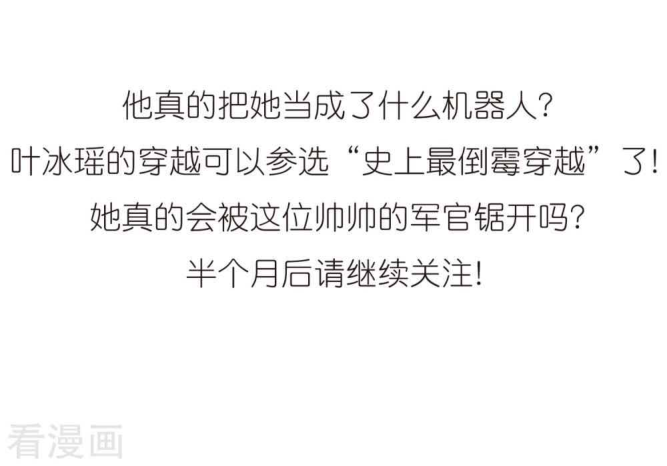 他真的把她当成了什么机器人?
叶冰瑶的穿越可以参选“史上最倒霉穿越”了!
她真的会被这位帅帅的军官锯开吗?
半个月后请继续关注!
看漫画